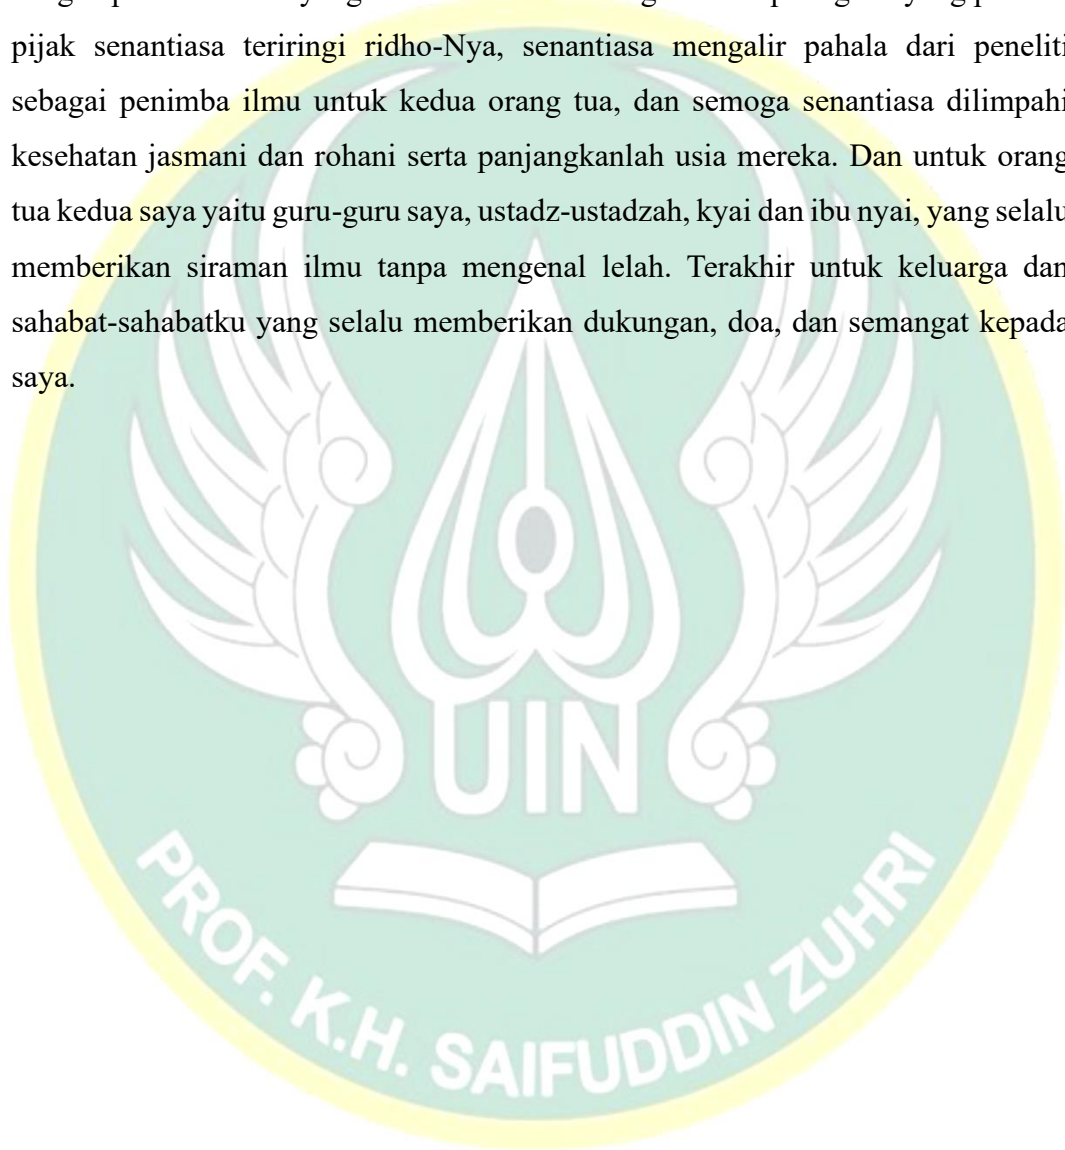 pijak senantiasa teriringi ridho-Nya, senantiasa mengalir pahala dari peneliti
sebagai penimba ilmu untuk kedua orang tua, dan semoga senantiasa dilimpahi
kesehatan jasmani dan rohani serta panjangkanlah usia mereka. Dan untuk orang
tua kedua saya yaitu guru-guru saya, ustadz-ustadzah, kyai dan ibu nyai, yang selalu
memberikan siraman ilmu tanpa mengenal lelah. Terakhir untuk keluarga dan
sahabat-sahabatku yang selalu memberikan dukungan, doa, dan semangat kepada
saya.
UIN
PROF. K.H. SAIFUDDIN ZUHRI